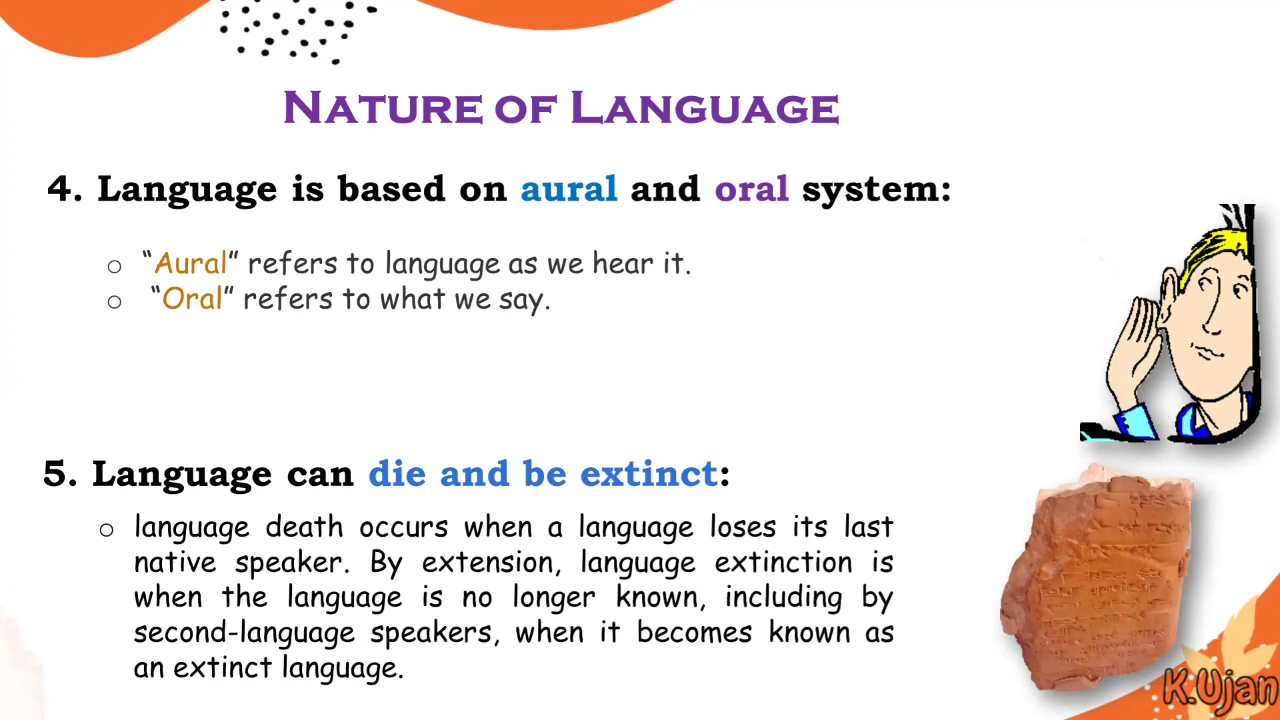 NATURE OF LANGUAGE
4. Language is based on aural and oral system:
○ “Aural” refers to language as we hear it.
○ “Oral” refers to what we say.
5. Language can die and be extinct:
○ language death occurs when a language loses its last
native speaker. By extension, language extinction is
when the language is no longer known, including by
second-language speakers, when it becomes known as
an extinct language.
K.Ujan